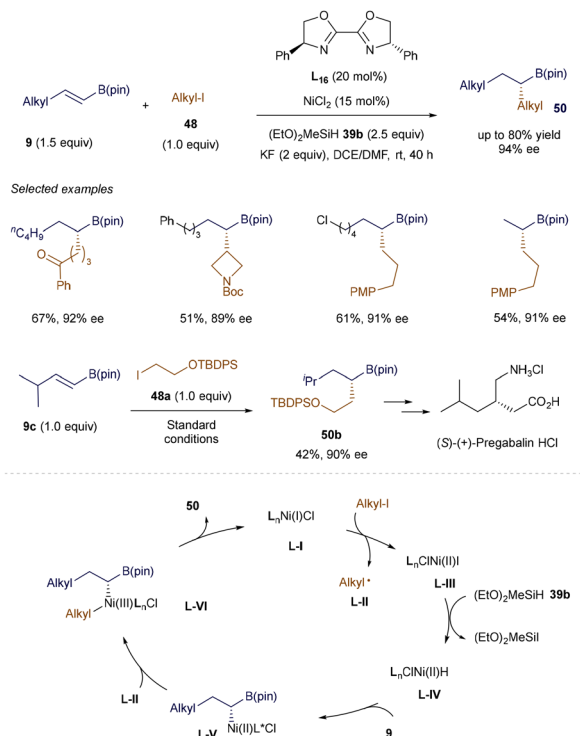 Ph
Ph
O
O
N
N
L16 (20 mol%)
NiCl2 (15 mol%)
(EtO)2MeSiH 39b (2.5 equiv)
KF (2 equiv), DCE/DMF, rt, 40 h
Alkyl
B(pin)
9 (1.5 equiv)
+
Alkyl-I
48
(1.0 equiv)
Alkyl
B(pin)
Alkyl
50
up to 80% yield
94% ee
Selected examples
nC4H9
B(pin)
O
( )3
Ph
67%, 92% ee
Ph
( )3
B(pin)
N
Boc
51%, 89% ee
Cl
( )4
B(pin)
PMP
61%, 91% ee
B(pin)
PMP
54%, 91% ee
B(pin)
9c (1.0 equiv)
I
OTBDPS
48a (1.0 equiv)
Standard
conditions
iPr
B(pin)
TBDPSO
50b
42%, 90% ee
NH3Cl
CO2H
(S)-(+)-Pregabalin HCl
50
LnNi(I)Cl
L-I
Alkyl-I
Alkyl•
L-II
LnClNi(II)I
L-III
(EtO)2MeSiH 39b
(EtO)2MeSiI
LnClNi(II)H
L-IV
9
Alkyl
B(pin)
Ni(II)L*Cl
L-V
L-II
Alkyl
B(pin)
Ni(III)LnCl
Alkyl
L-VI